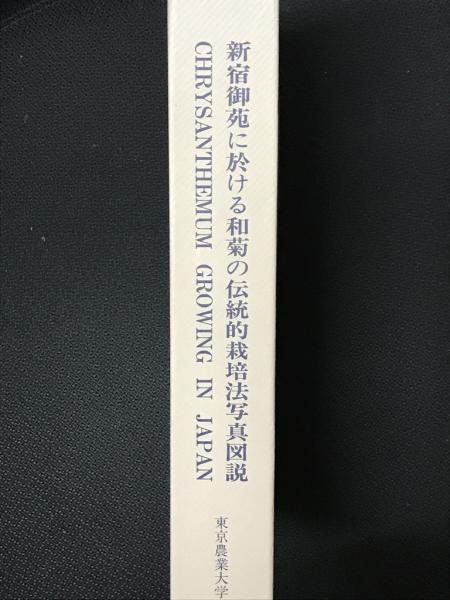 新宿御苑に於ける和菊の伝統的栽培法写真図説
CHRYSANTHEMUM GROWING IN JAPAN
東京農業大学